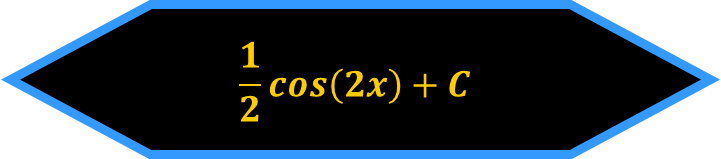 1/2 cos(2x) + C